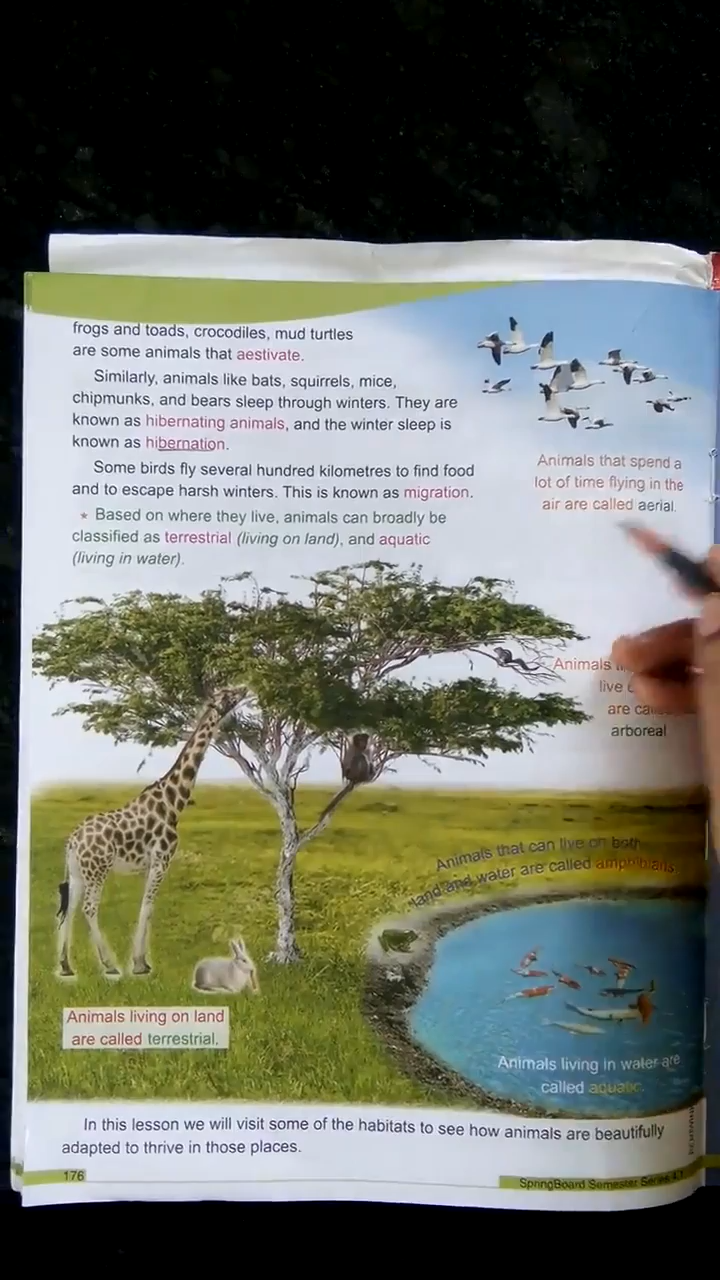 frogs and toads, crocodiles, mud turtles
are some animals that aestivate.
Similarly, animals like bats, squirrels, mice,
chipmunks, and bears sleep through winters. They are
known as hibernating animals, and the winter sleep is
known as hibernation.
Some birds fly several hundred kilometres to find food
and to escape harsh winters. This is known as migration.
* Based on where they live, animals can broadly be
classified as terrestrial (living on land), and aquatic
(living in water).
Animals that spend a
lot of time flying in the
air are called aerial.
Animals
live
are
arboreal
Animals that can live on both
land and water are called amphibians.
Animals living on land
are called terrestrial.
Animals living in water are
called aquatic.
In this lesson we will visit some of the habitats to see how animals are beautifully
adapted to thrive in those places.
176
SpringBoard Semester Series